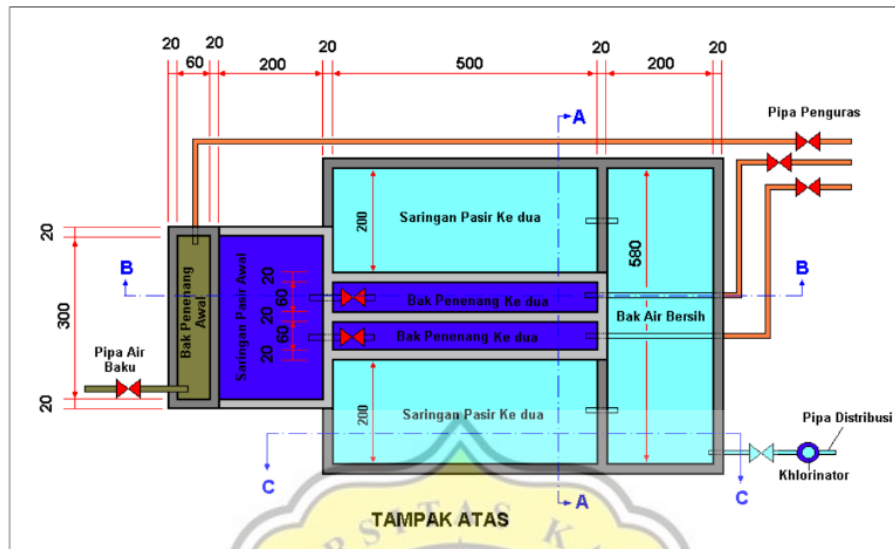 20 20 20 20 20
60 200 500 200
A
Pipa Penguras
20
200
Saringan Pasir Ke dua
580
B
B
300
Bak Penenang
Awal
Saringan Pasir Awal
20
60
20
60
20
Bak Penenang Ke dua
Bak Air Bersih
Bak Penenang Ke dua
Pipa Air
Baku
20
200
Saringan Pasir Ke dua
Pipa Distribusi
Khlorinator
C
C
A
TAMPAK ATAS